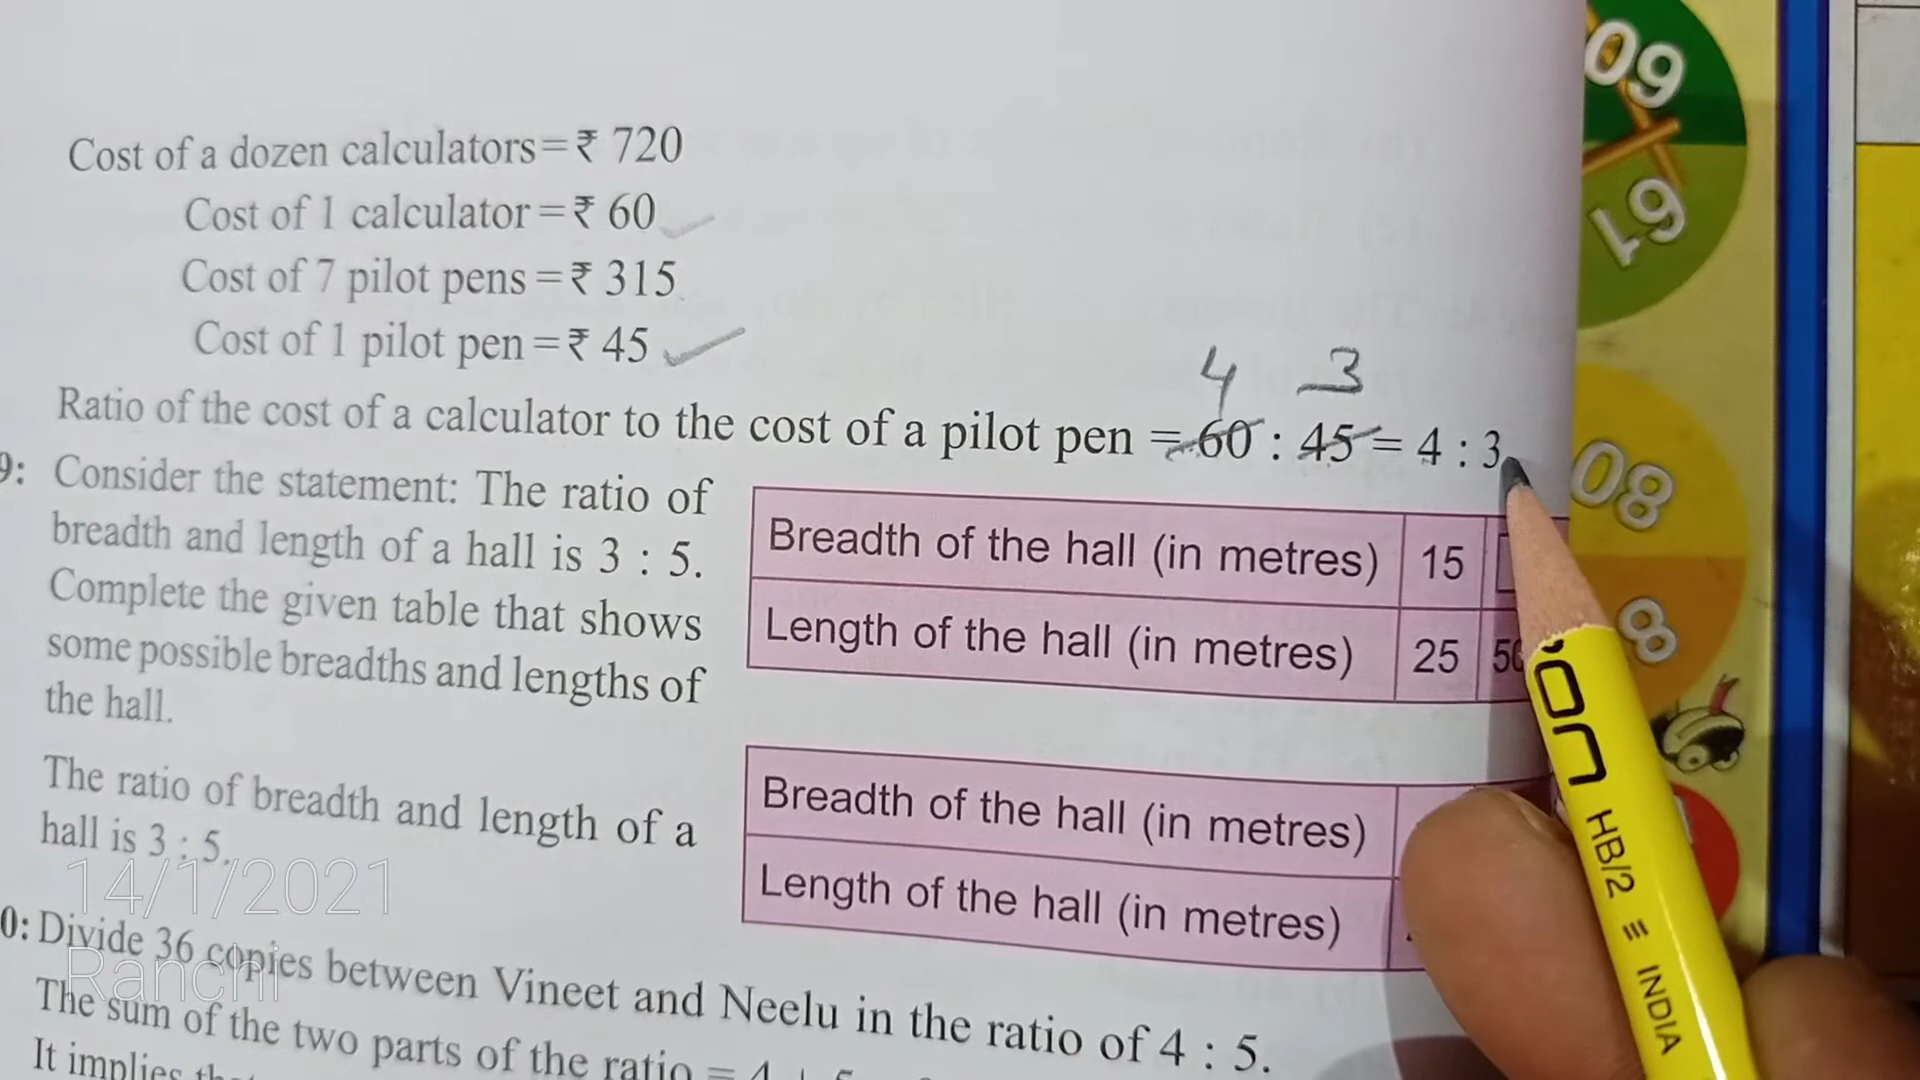 Cost of a dozen calculators=₹ 720
Cost of 1 calculator=₹ 60
Cost of 7 pilot pens=₹ 315
Cost of 1 pilot pen=₹ 45
4 3
Ratio of the cost of a calculator to the cost of a pilot pen = 60 : 45 = 4 : 3
9: Consider the statement: The ratio of
breadth and length of a hall is 3 : 5.
Complete the given table that shows
some possible breadths and lengths of
the hall.
Breadth of the hall (in metres) 15
Length of the hall (in metres) 25
The ratio of breadth and length of a
hall is 3 : 5.
Breadth of the hall (in metres)
Length of the hall (in metres)
0: Divide 36 copies between Vineet and Neelu in the ratio of 4 : 5.
The sum of the two parts of the ratio = 4 + 5
It implies
14/1/2021
Ranchi
60
61
80
8
HB/2 ≡ INDIA